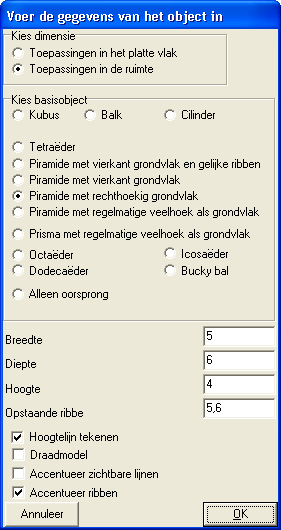 Voer de gegevens van het object in
Kies dimensie
Toepassingen in het platte vlak
Toepassingen in de ruimte
Kies basisobject
Kubus Balk Cilinder
Tetraëder
Piramide met vierkant grondvlak en gelijke ribben
Piramide met vierkant grondvlak
Piramide met rechthoekig grondvlak
Piramide met regelmatige veelhoek als grondvlak
Prisma met regelmatige veelhoek als grondvlak
Octaëder Icosaëder
Dodecaëder Bucky bal
Alleen oorsprong
Breedte 5
Diepte 6
Hoogte 4
Opstaande ribbe 5,6
Hoogtelijn tekenen
Draadmodel
Accentueer zichtbare lijnen
Accentueer ribben
Annuleer OK